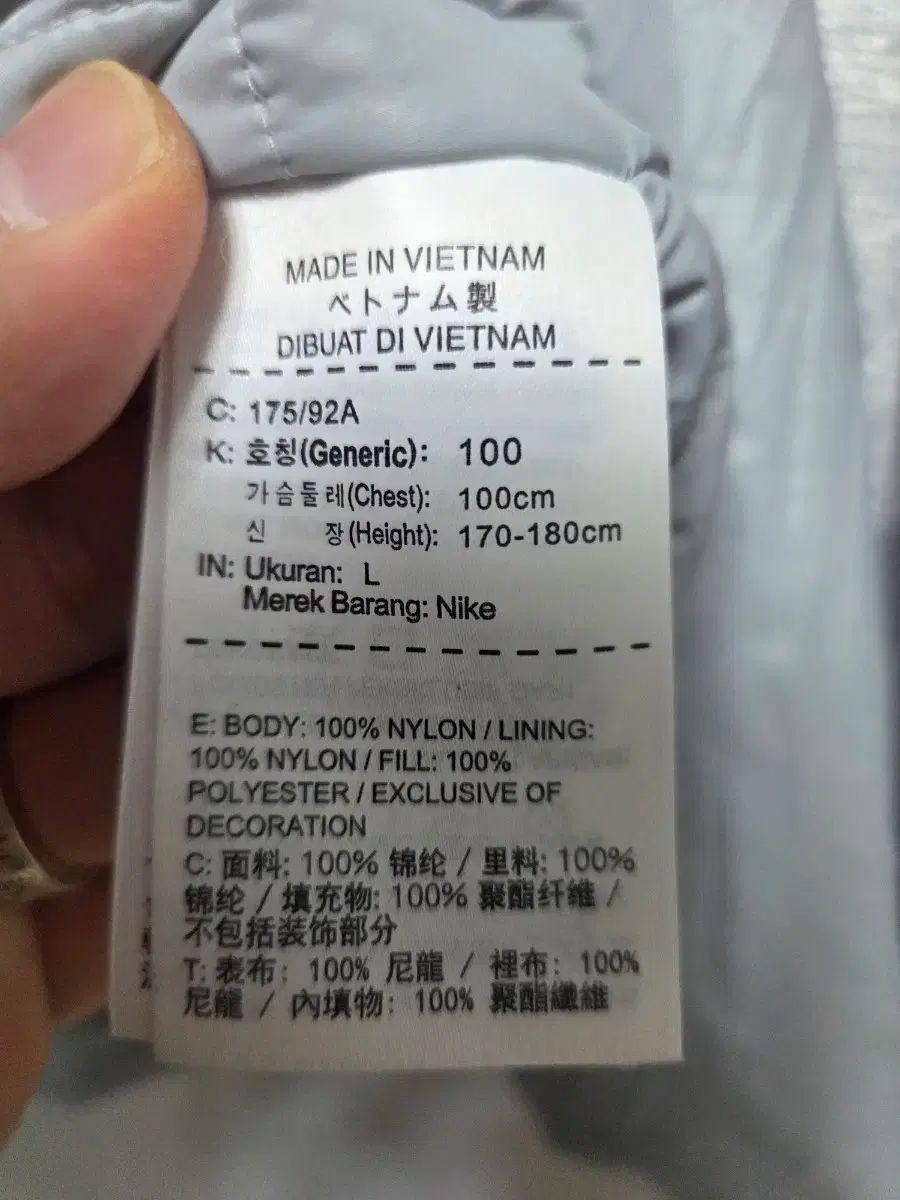 MADE IN VIETNAM
ベトナム製
DIBUAT DI VIETNAM
C: 175/92A
K: 호칭(Generic): 100
가슴둘레(Chest): 100cm
신 장(Height): 170-180cm
IN: Ukuran: L
Merek Barang: Nike
E: BODY: 100% NYLON / LINING:
100% NYLON / FILL: 100%
POLYESTER / EXCLUSIVE OF
DECORATION
C: 面料: 100% 锦纶 / 里料: 100%
锦纶 / 填充物: 100% 聚酯纤维 /
不包括装饰部分
T: 表布: 100% 尼龍 / 裡布: 100%
尼龍 / 內填物: 100% 聚酯纖維